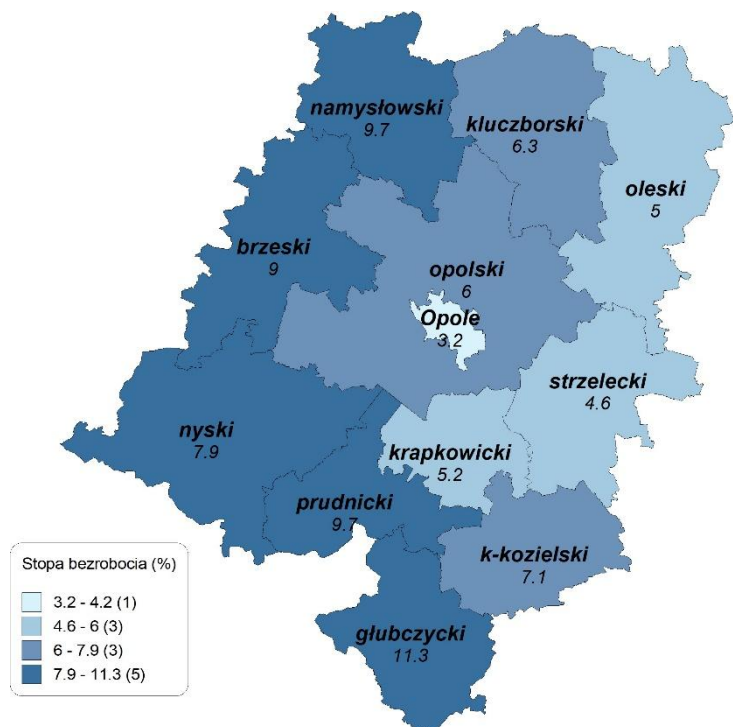 namysłowski
9.7
kluczborski
6.3
oleski
5
brzeski
9
opolski
6
Opole
3.2
strzelecki
4.6
nyski
7.9
krapkowicki
5.2
prudnicki
9.7
k-kozielski
7.1
głubczycki
11.3
Stopa bezrobocia (%)
3.2 - 4.2 (1)
4.6 - 6 (3)
6 - 7.9 (3)
7.9 - 11.3 (5)